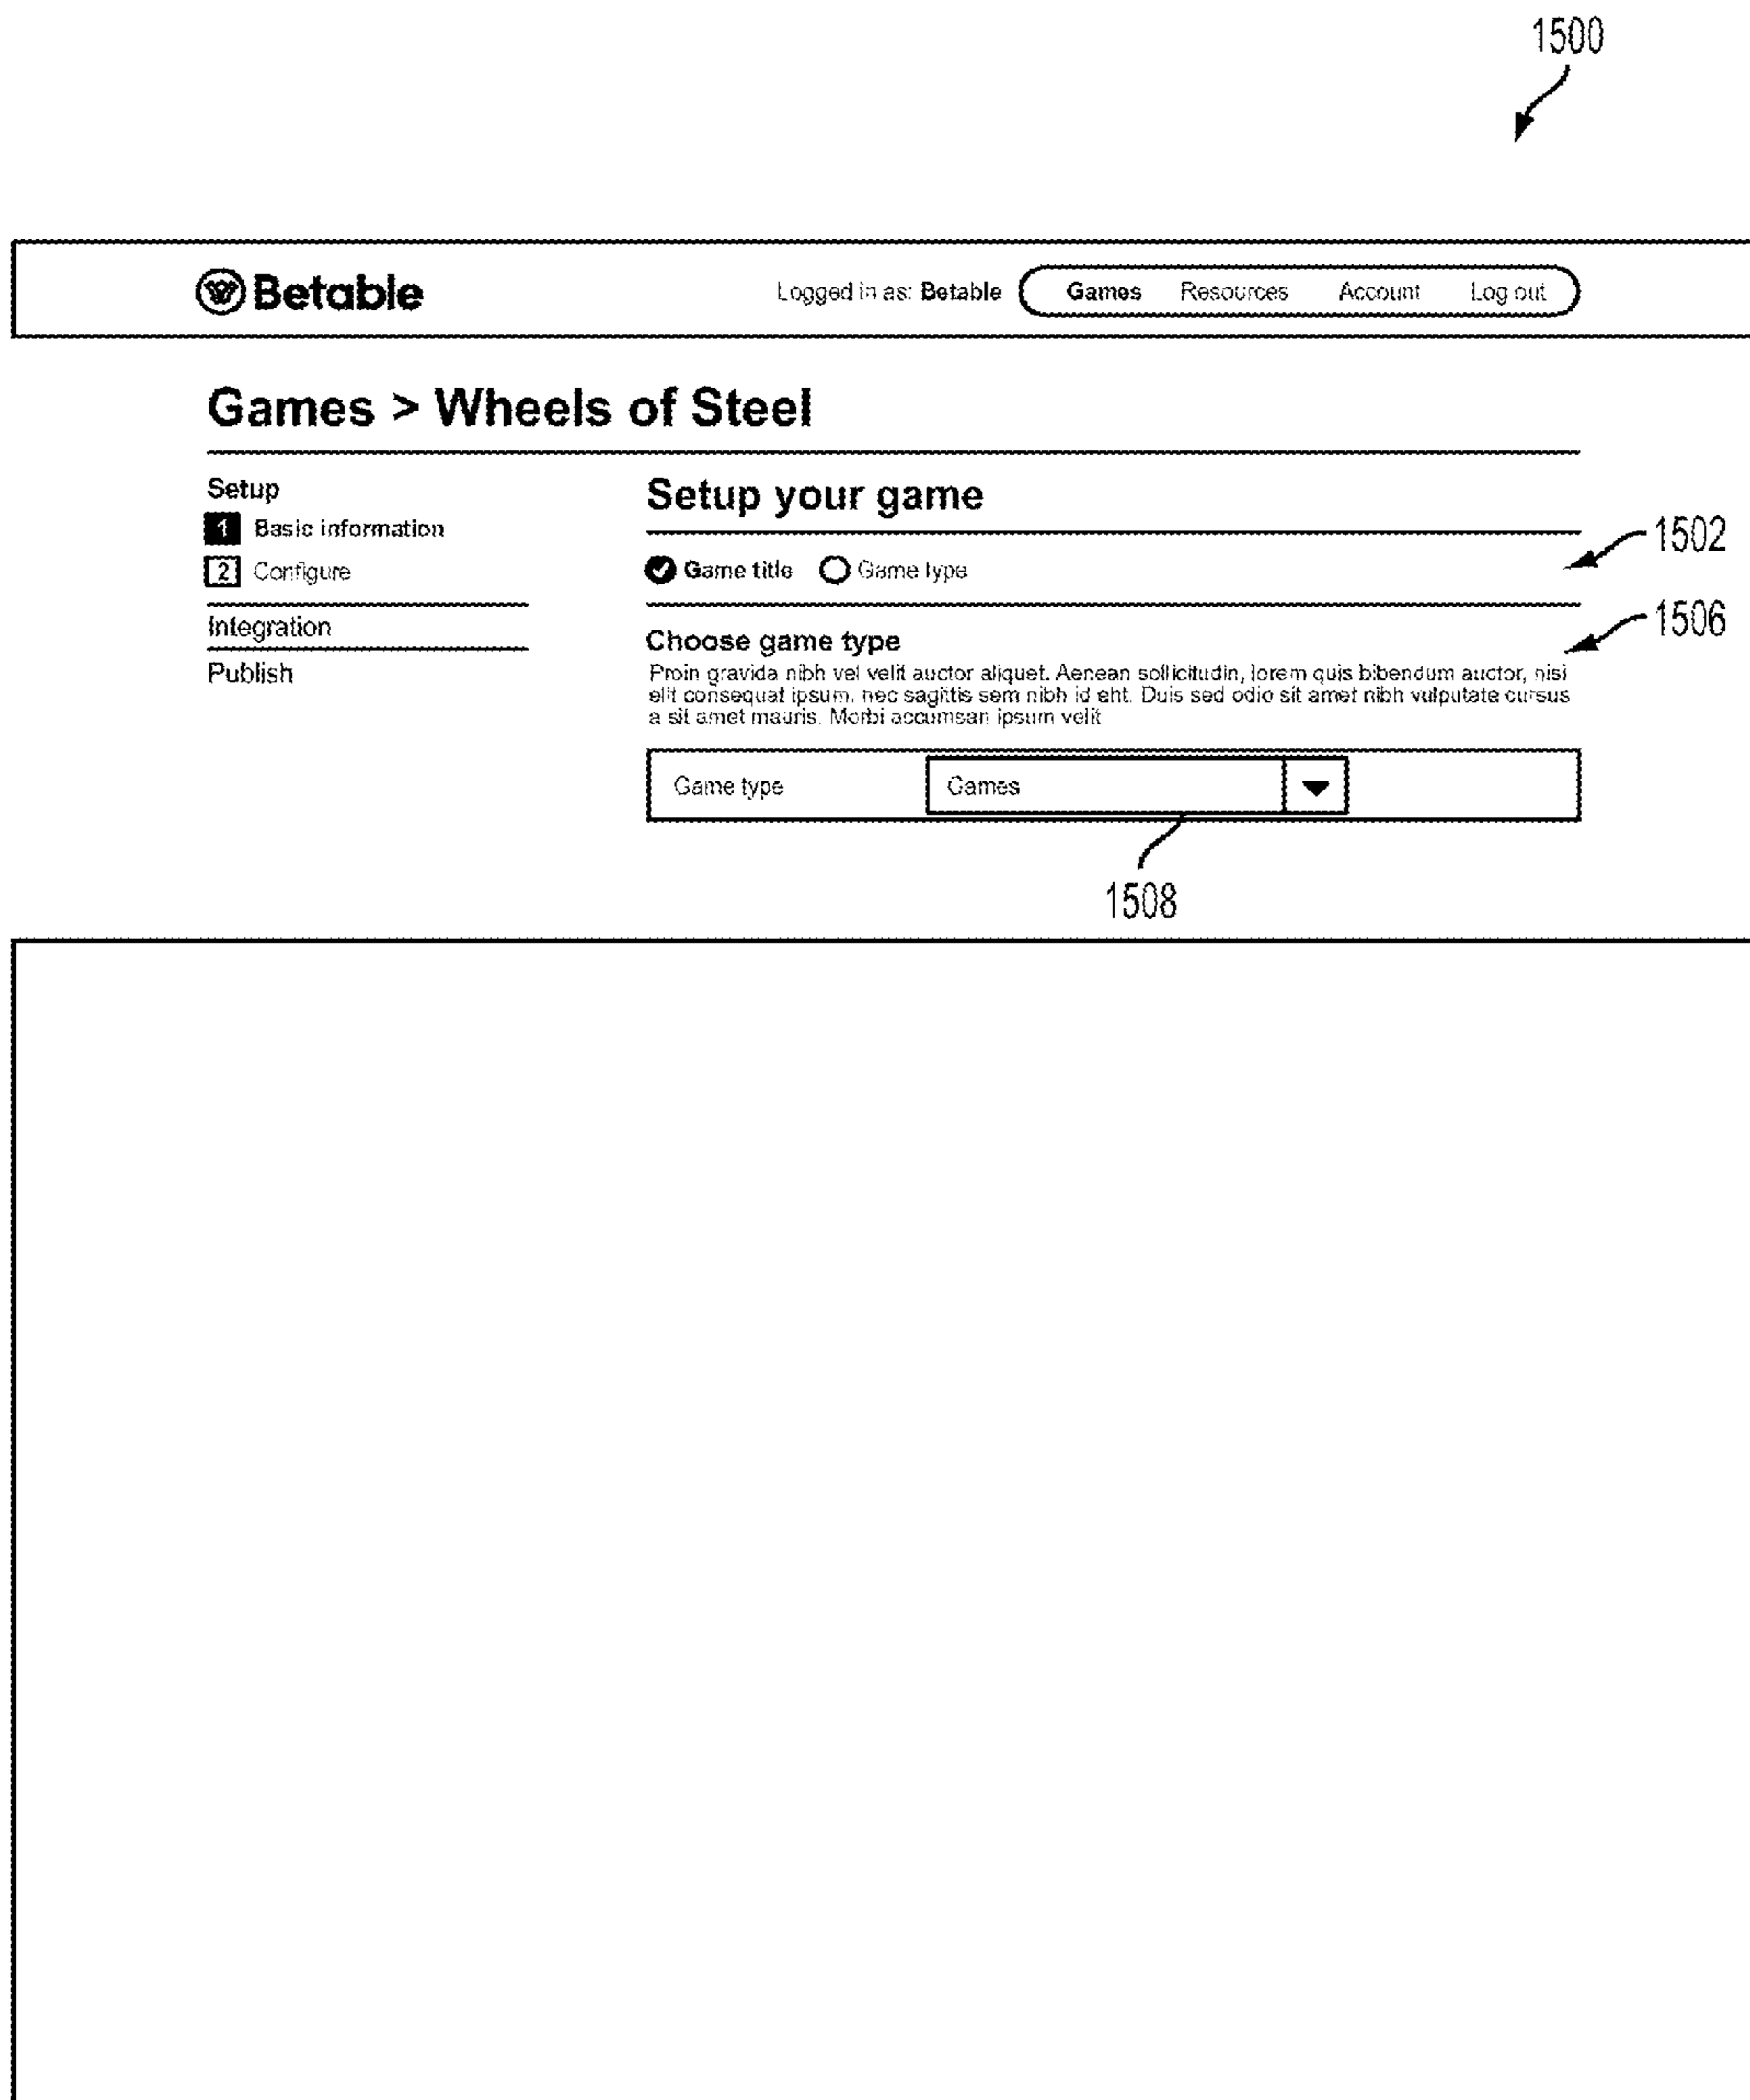 1500
Betable
Logged in as: Betable Games Resources Account Log out
Games > Wheels of Steel
Setup
1 Basic information
2 Configure
Integration
Publish
Setup your game
Game title Game type
1502
Choose game type
1506
Proin gravida nibh vel velit auctor aliquet. Aenean sollicitudin, lorem quis bibendum auctor, nisi
elit consequat ipsum, nec sagittis sem nibh id eht. Duis sed odio sit amet nibh vulputate cursus
a sit amet mauris. Morbi accumsan ipsum velit
Game type Games
1508